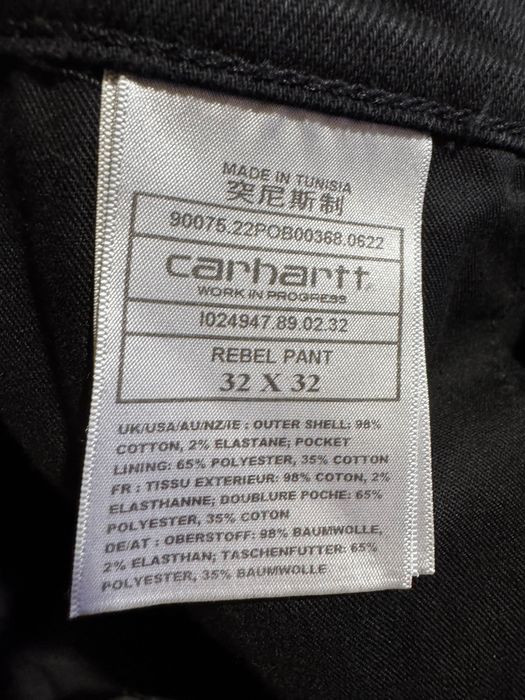 MADE IN TUNISIA
突尼斯制
90075.22POB00368.0622
carhartt®
WORK IN PROGRESS
I024947.89.02.32
REBEL PANT
32 X 32
UK/USA/AU/NZ/IE : OUTER SHELL: 98%
COTTON, 2% ELASTANE; POCKET
LINING: 65% POLYESTER, 35% COTTON
FR : TISSU EXTERIEUR: 98% COTON, 2%
ELASTHANNE; DOUBLURE POCHE: 65%
POLYESTER, 35% COTON
DE/AT : OBERSTOFF: 98% BAUMWOLLE,
2% ELASTHAN; TASCHENFUTTER: 65%
POLYESTER, 35% BAUMWOLLE